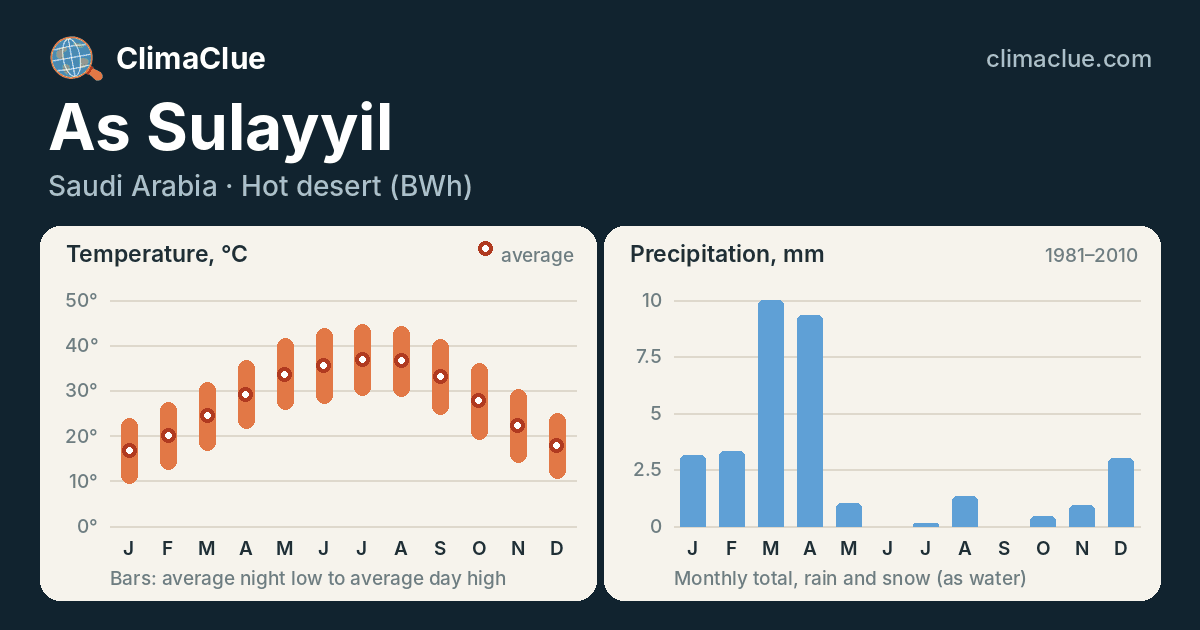 ClimaClue
climaclue.com
As Sulayyil
Saudi Arabia · Hot desert (BWh)
Temperature, °C
average
50°
40°
30°
20°
10°
0°
J F M A M J J A S O N D
Bars: average night low to average day high
Precipitation, mm
1981–2010
10
7.5
5
2.5
0
J F M A M J J A S O N D
Monthly total, rain and snow (as water)